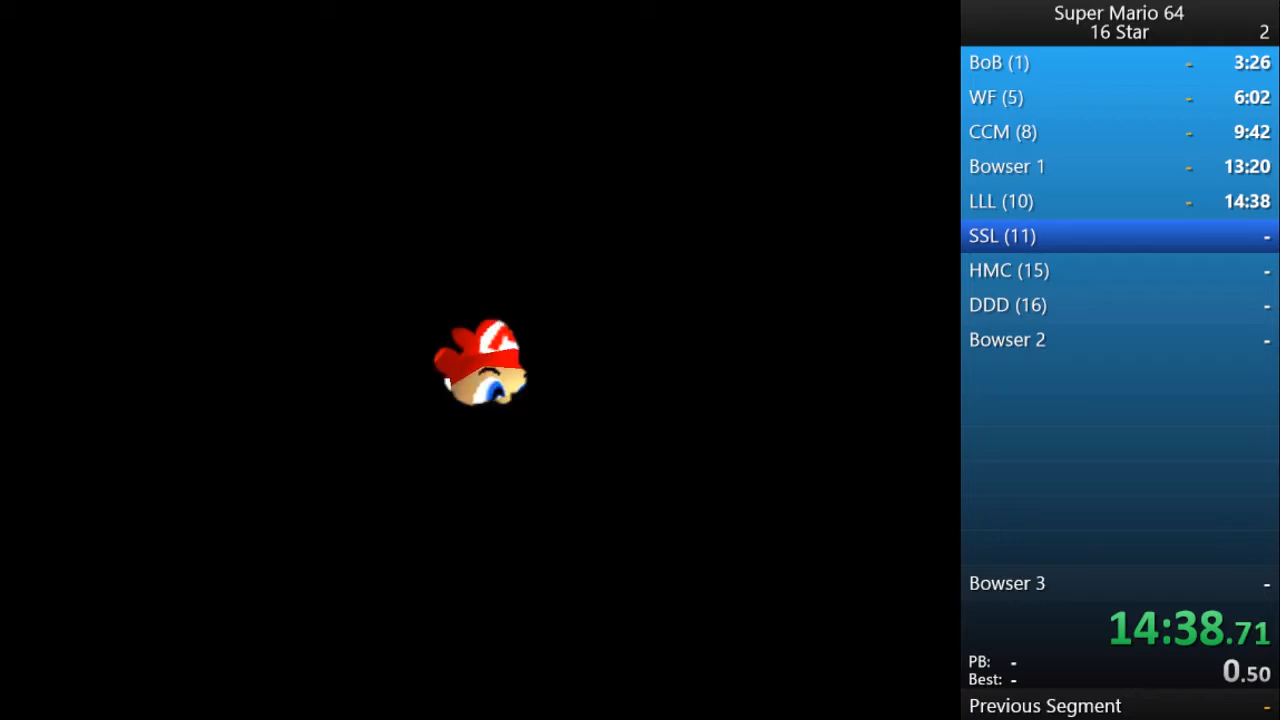 Super Mario 64
16 Star 2
BoB (1) - 3:26
WF (5) - 6:02
CCM (8) - 9:42
Bowser 1 - 13:20
LLL (10) - 14:38
SSL (11) -
HMC (15) -
DDD (16) -
Bowser 2 -
Bowser 3 -
14:38.71
PB: - 0.50
Best: -
Previous Segment -